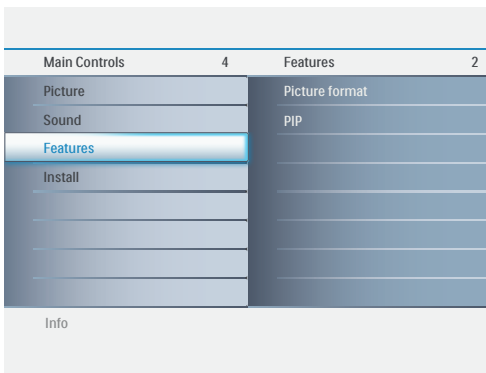 Main Controls 4 Features 2
Picture Picture format
Sound PIP
Features
Install
Info